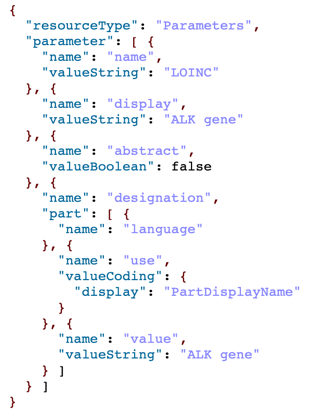 {
  "resourceType": "Parameters",
  "parameter": [ {
    "name": "name",
    "valueString": "LOINC"
  }, {
    "name": "display",
    "valueString": "ALK gene"
  }, {
    "name": "abstract",
    "valueBoolean": false
  }, {
    "name": "designation",
    "part": [ {
      "name": "language"
    }, {
      "name": "use",
      "valueCoding": {
        "display": "PartDisplayName"
      }
    }, {
      "name": "value",
      "valueString": "ALK gene"
    } ]
  } ]
}